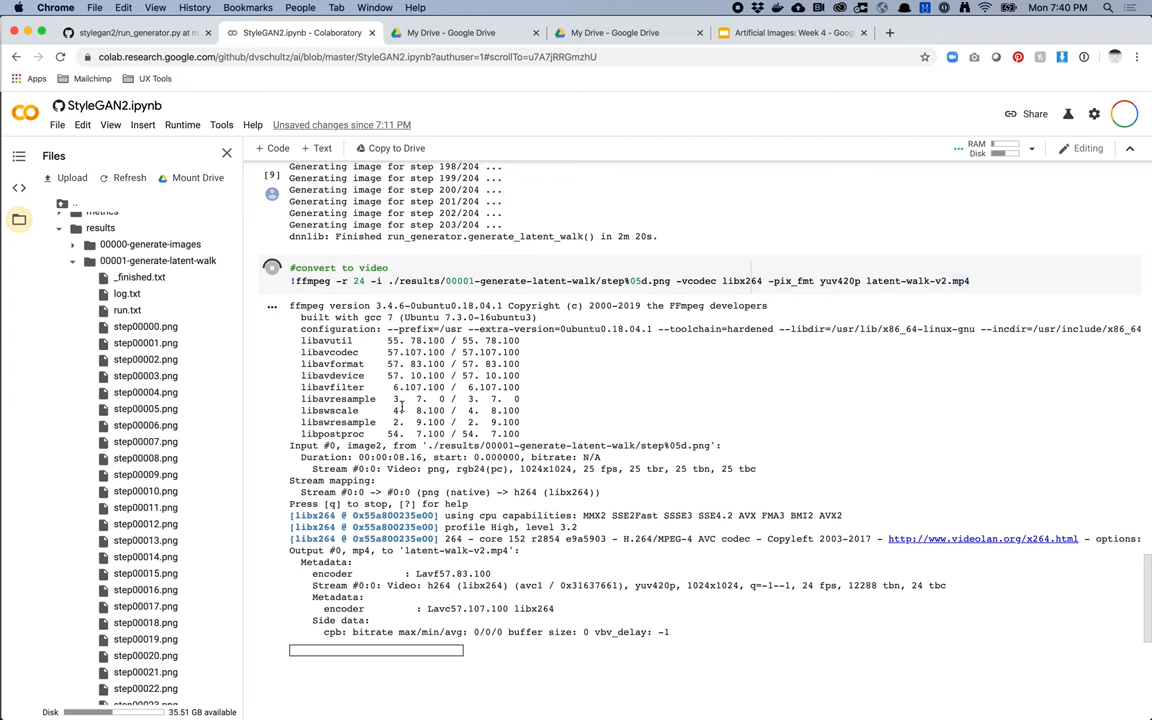 Chrome File Edit View History Bookmarks People Tab Window Help Mon 7:40 PM
stylegan2/run_generator.py at m StyleGAN2.ipynb - Colaboratory My Drive - Google Drive My Drive - Google Drive Artificial Images: Week 4 - Goog
colab.research.google.com/github/dvschultz/ai/blob/master/StyleGAN2.ipynb?authuser=1#scrollTo=u7A7jRRGmzhU
Apps Mailchimp UX Tools
StyleGAN2.ipynb
File Edit View Insert Runtime Tools Help Unsaved changes since 7:11 PM
Share
+ Code + Text Copy to Drive
RAM
Disk
Editing
Files
Upload Refresh Mount Drive
..
metrics
results
00000-generate-images
00001-generate-latent-walk
_finished.txt
log.txt
run.txt
step00000.png
step00001.png
step00002.png
step00003.png
step00004.png
step00005.png
step00006.png
step00007.png
step00008.png
step00009.png
step00010.png
step00011.png
step00012.png
step00013.png
step00014.png
step00015.png
step00016.png
step00017.png
step00018.png
step00019.png
step00020.png
step00021.png
step00022.png
step00023.png
Disk 35.51 GB available
Generating image for step 198/204 ...
[9] Generating image for step 199/204 ...
Generating image for step 200/204 ...
Generating image for step 201/204 ...
Generating image for step 202/204 ...
Generating image for step 203/204 ...
dnnlib: Finished run_generator.generate_latent_walk() in 2m 20s.
#convert to video
!ffmpeg -r 24 -i ./results/00001-generate-latent-walk/step%05d.png -vcodec libx264 -pix_fmt yuv420p latent-walk-v2.mp4
ffmpeg version 3.4.6-0ubuntu0.18.04.1 Copyright (c) 2000-2019 the FFmpeg developers
built with gcc 7 (Ubuntu 7.3.0-16ubuntu3)
configuration: --prefix=/usr --extra-version=0ubuntu0.18.04.1 --toolchain=hardened --libdir=/usr/lib/x86_64-linux-gnu --incdir=/usr/include/x86_64
libavutil 55. 78.100 / 55. 78.100
libavcodec 57.107.100 / 57.107.100
libavformat 57. 83.100 / 57. 83.100
libavdevice 57. 10.100 / 57. 10.100
libavfilter 6.107.100 / 6.107.100
libavresample 3. 7. 0 / 3. 7. 0
libswscale 4. 8.100 / 4. 8.100
libswresample 2. 9.100 / 2. 9.100
libpostproc 54. 7.100 / 54. 7.100
Input #0, image2, from './results/00001-generate-latent-walk/step%05d.png':
Duration: 00:00:08.16, start: 0.000000, bitrate: N/A
Stream #0:0: Video: png, rgb24(pc), 1024x1024, 25 fps, 25 tbr, 25 tbn, 25 tbc
Stream mapping:
Stream #0:0 -> #0:0 (png (native) -> h264 (libx264))
Press [q] to stop, [?] for help
[libx264 @ 0x55a800235e00] using cpu capabilities: MMX2 SSE2Fast SSSE3 SSE4.2 AVX FMA3 BMI2 AVX2
[libx264 @ 0x55a800235e00] profile High, level 3.2
[libx264 @ 0x55a800235e00] 264 - core 152 r2854 e9a5903 - H.264/MPEG-4 AVC codec - Copyleft 2003-2017 - http://www.videolan.org/x264.html - options:
Output #0, mp4, to 'latent-walk-v2.mp4':
Metadata:
encoder : Lavf57.83.100
Stream #0:0: Video: h264 (libx264) (avc1 / 0x31637661), yuv420p, 1024x1024, q=-1--1, 24 fps, 12288 tbn, 24 tbc
Metadata:
encoder : Lavc57.107.100 libx264
Side data:
cpb: bitrate max/min/avg: 0/0/0 buffer size: 0 vbv_delay: -1